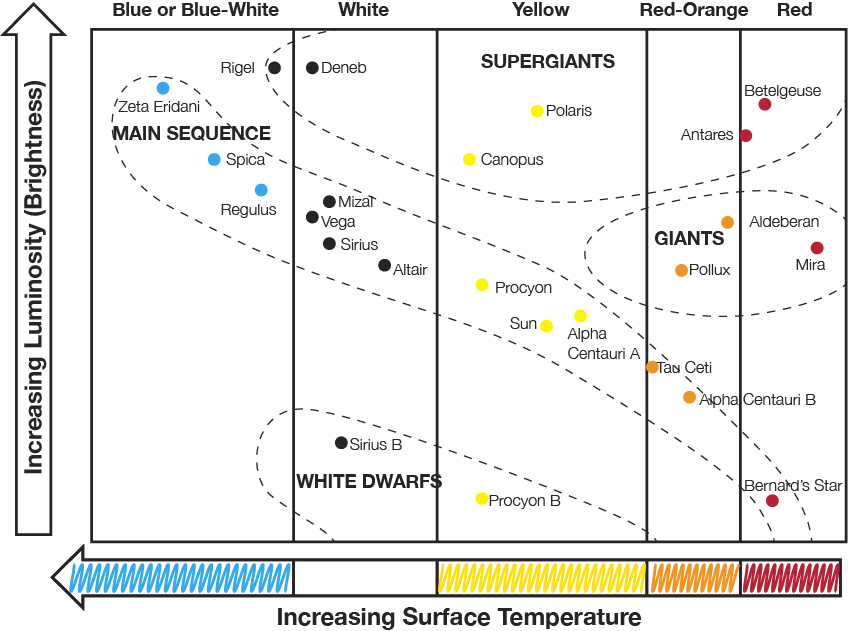 Blue or Blue-White
White
Yellow
Red-Orange
Red
Increasing Luminosity (Brightness)
Rigel
Deneb
SUPERGIANTS
Betelgeuse
Zeta Eridani
Polaris
MAIN SEQUENCE
Antares
Spica
Canopus
Regulus
Mizar
Vega
Aldeberan
Sirius
GIANTS
Altair
Pollux
Mira
Procyon
Sun
Alpha
Centauri A
Tau Ceti
Alpha Centauri B
Sirius B
WHITE DWARFS
Bernard's Star
Procyon B
Increasing Surface Temperature